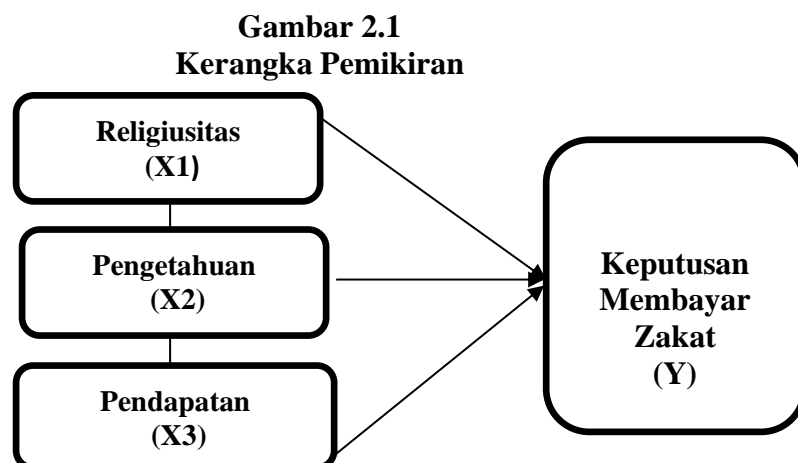 Gambar 2.1
Kerangka Pemikiran
Religiusitas
(X1)
Pengetahuan
(X2)
Pendapatan
(X3)
Keputusan
Membayar
Zakat
(Y)